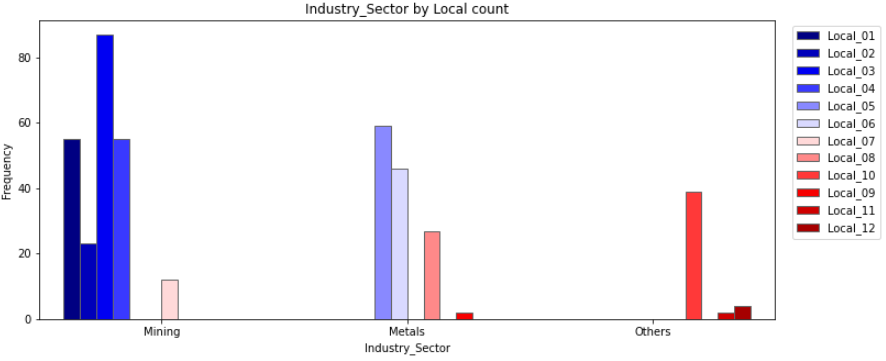 Industry_Sector by Local count
Frequency
80
60
40
20
0
Mining
Metals
Others
Industry_Sector
Local_01
Local_02
Local_03
Local_04
Local_05
Local_06
Local_07
Local_08
Local_10
Local_09
Local_11
Local_12